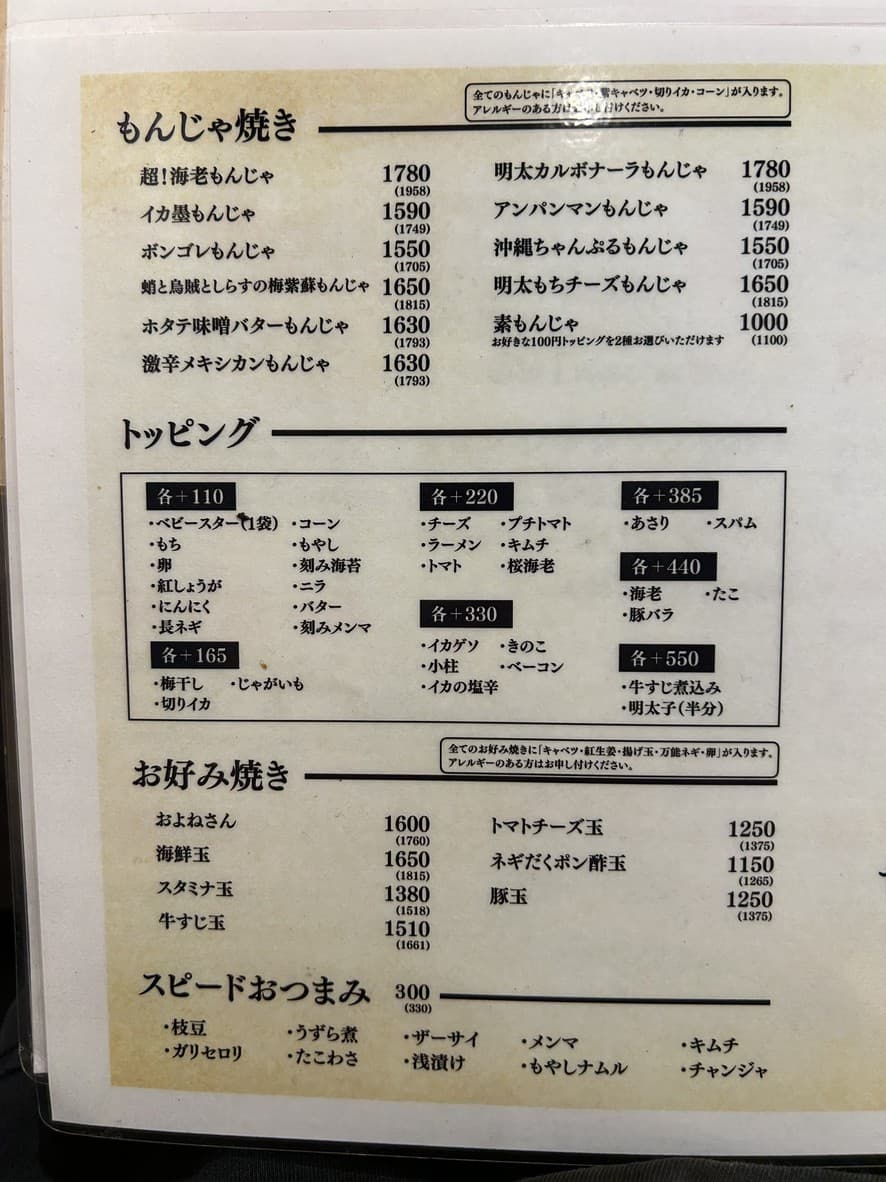 もんじゃ焼き
全てのもんじゃに「キャベツ・紫キャベツ・切りイカ・コーン」が入ります。
アレルギーのある方はお申し付けください。
超!海老もんじゃ 1780
(1958)
イカ墨もんじゃ 1590
(1749)
ボンゴレもんじゃ 1550
(1705)
蛸と烏賊としらすの梅紫蘇もんじゃ 1650
(1815)
ホタテ味噌バターもんじゃ 1630
(1793)
激辛メキシカンもんじゃ 1630
(1793)
明太カルボナーラもんじゃ 1780
(1958)
アンパンマンもんじゃ 1590
(1749)
沖縄ちゃんぷるもんじゃ 1550
(1705)
明太もちチーズもんじゃ 1650
(1815)
素もんじゃ 1000
お好きな100円トッピングを2種お選びいただけます (1100)
トッピング
各+110
・ベビースター(1袋) ・コーン
・もち ・もやし
・卵 ・刻み海苔
・紅しょうが ・ニラ
・にんにく ・バター
・長ネギ ・刻みメンマ
各+165
・梅干し ・じゃがいも
・切りイカ
各+220
・チーズ ・プチトマト
・ラーメン ・キムチ
・トマト ・桜海老
各+330
・イカゲソ ・きのこ
・小柱 ・ベーコン
・イカの塩辛
各+385
・あさり ・スパム
各+440
・海老 ・たこ
・豚バラ
各+550
・牛すじ煮込み
・明太子(半分)
お好み焼き
全てのお好み焼きに「キャベツ・紅生姜・揚げ玉・万能ネギ・卵」が入ります。
アレルギーのある方はお申し付けください。
およねさん 1600
(1760)
海鮮玉 1650
(1815)
スタミナ玉 1380
(1518)
牛すじ玉 1510
(1661)
トマトチーズ玉 1250
(1375)
ネギだくポン酢玉 1150
(1265)
豚玉 1250
(1375)
スピードおつまみ 300
(330)
・枝豆 ・うずら煮 ・ザーサイ ・メンマ ・キムチ
・ガリセロリ ・たこわさ ・浅漬け ・もやしナムル ・チャンジャ